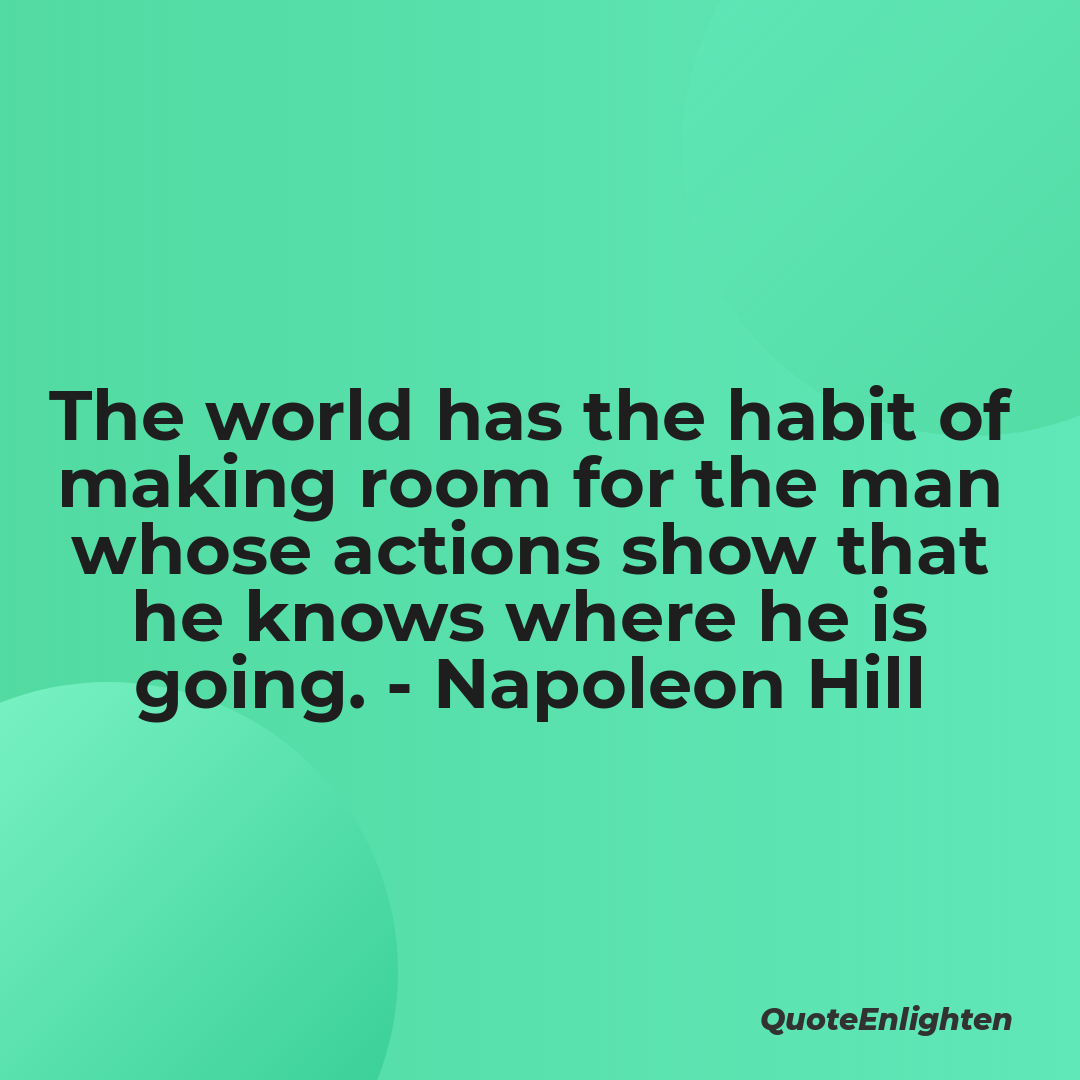 The world has the habit of
making room for the man
whose actions show that
he knows where he is
going. - Napoleon Hill
QuoteEnlighten